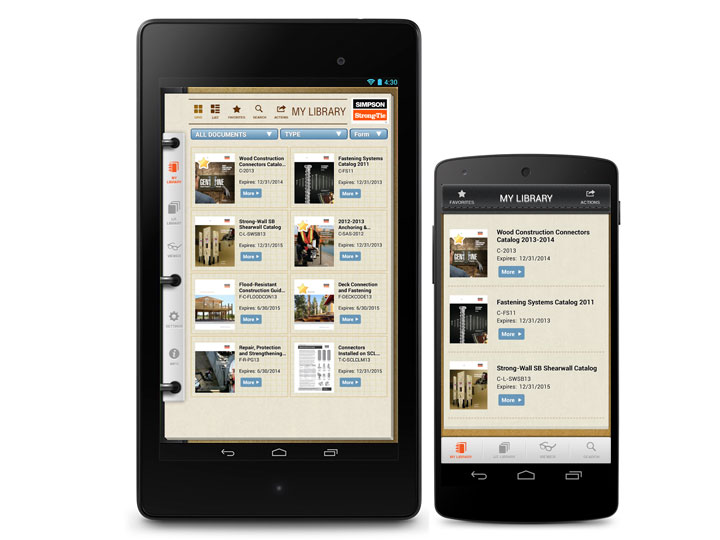 4:30
GRID
LIST
FAVORITES
SEARCH
ACTIONS
MY LIBRARY
SIMPSON
Strong-Tie
ALL DOCUMENTS
TYPE
Form
MY
LIBRARY
LIBRARY
VIEWER
SETTINGS
INFO
Wood Construction
Connectors Catalo...
C-2013
Expires: 12/31/2014
More
Fastening Systems
Catalog 2011
C-FS11
Expires: 12/31/2013
More
Strong-Wall SB
Shearwall Catalog
C-L-SWSB13
Expires: 12/31/2015
More
2012-2013
Anchoring &...
C-SAS-2012
Expires: 12/31/2013
More
Flood-Resistant
Construction Guid...
F-C-FLODCON13
Expires: 6/30/2015
More
Deck Connection
and Fastening
F-DECKCODE13
Expires: 6/30/2015
More
Repair, Protection
and Strengthening...
F-R-PG13
Expires: 6/30/2014
More
Connectors
Installed on SCL...
T-C-SCLCLM13
Expires: 12/31/2015
More
FAVORITES
MY LIBRARY
ACTIONS
Wood Construction Connectors
Catalog 2013-2014
C-2013
Expires: 12/31/2014
More
Fastening Systems Catalog 2011
C-FS11
Expires: 12/31/2013
More
Strong-Wall SB Shearwall Catalog
C-L-SWSB13
Expires: 12/31/2015
More
MY LIBRARY
LIBRARY
VIEWER
SEARCH